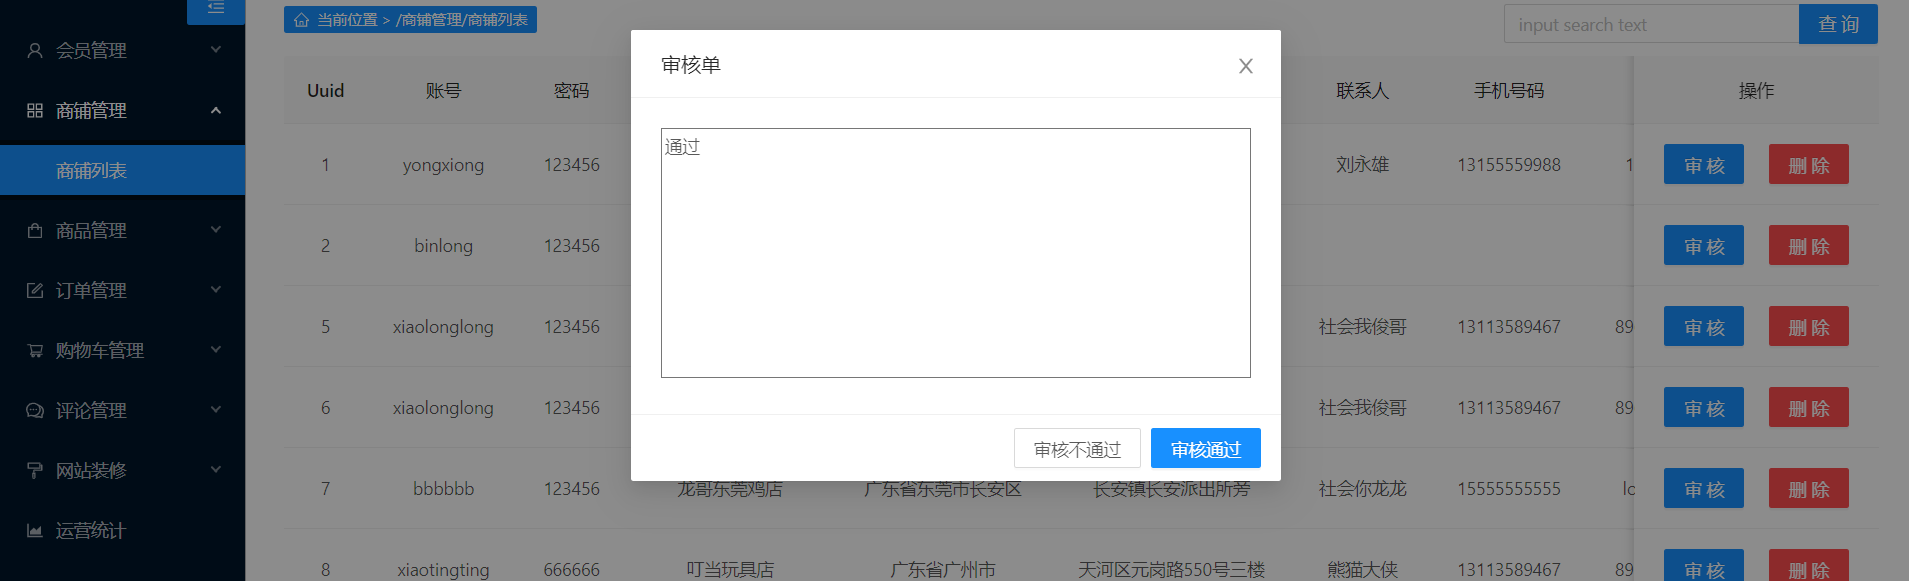 当前位置 > /商铺管理/商铺列表
input search text
查 询
会员管理
商铺管理
商铺列表
商品管理
订单管理
购物车管理
评论管理
网站装修
运营统计
审核单
通过
审核不通过 审核通过
Uuid 账号 密码 联系人 手机号码 操作
1 yongxiong 123456 刘永雄 13155559988 1 审 核 删 除
2 binlong 123456 审 核 删 除
5 xiaolonglong 123456 社会我俊哥 13113589467 89 审 核 删 除
6 xiaolonglong 123456 社会我俊哥 13113589467 89 审 核 删 除
7 bbbbbb 123456 龙哥东莞鸡店 广东省东莞市长安区 长安镇长安派出所旁 社会你龙龙 15555555555 lo 审 核 删 除
8 xiaotingting 666666 叮当玩具店 广东省广州市 天河区元岗路550号三楼 熊猫大侠 13113589467 89 审 核 删 除